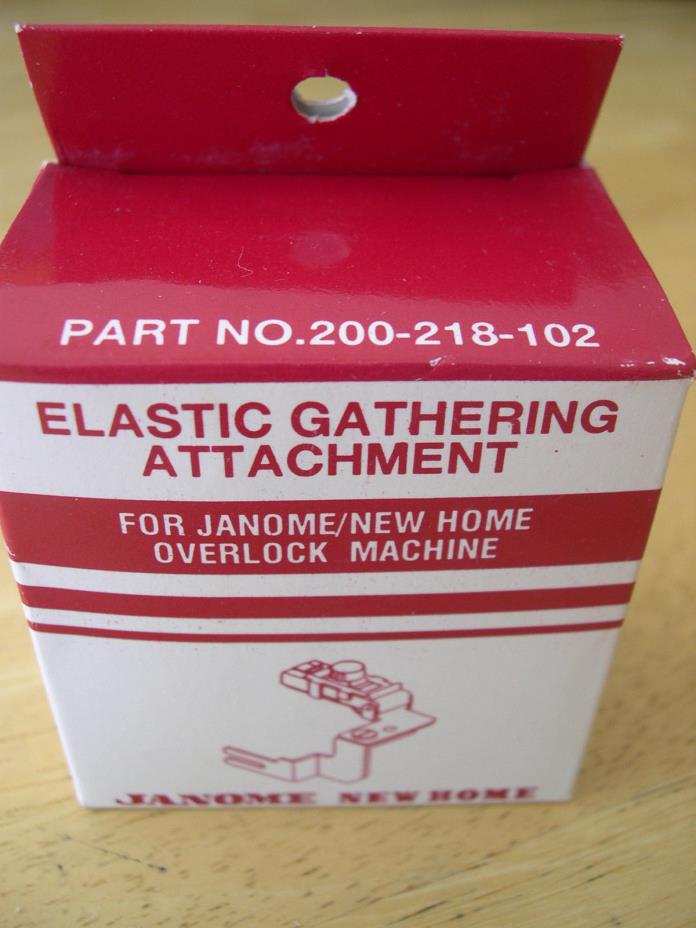 PART NO.200-218-102
ELASTIC GATHERING
ATTACHMENT
FOR JANOME/NEW HOME
OVERLOCK MACHINE
JANOME NEW HOME